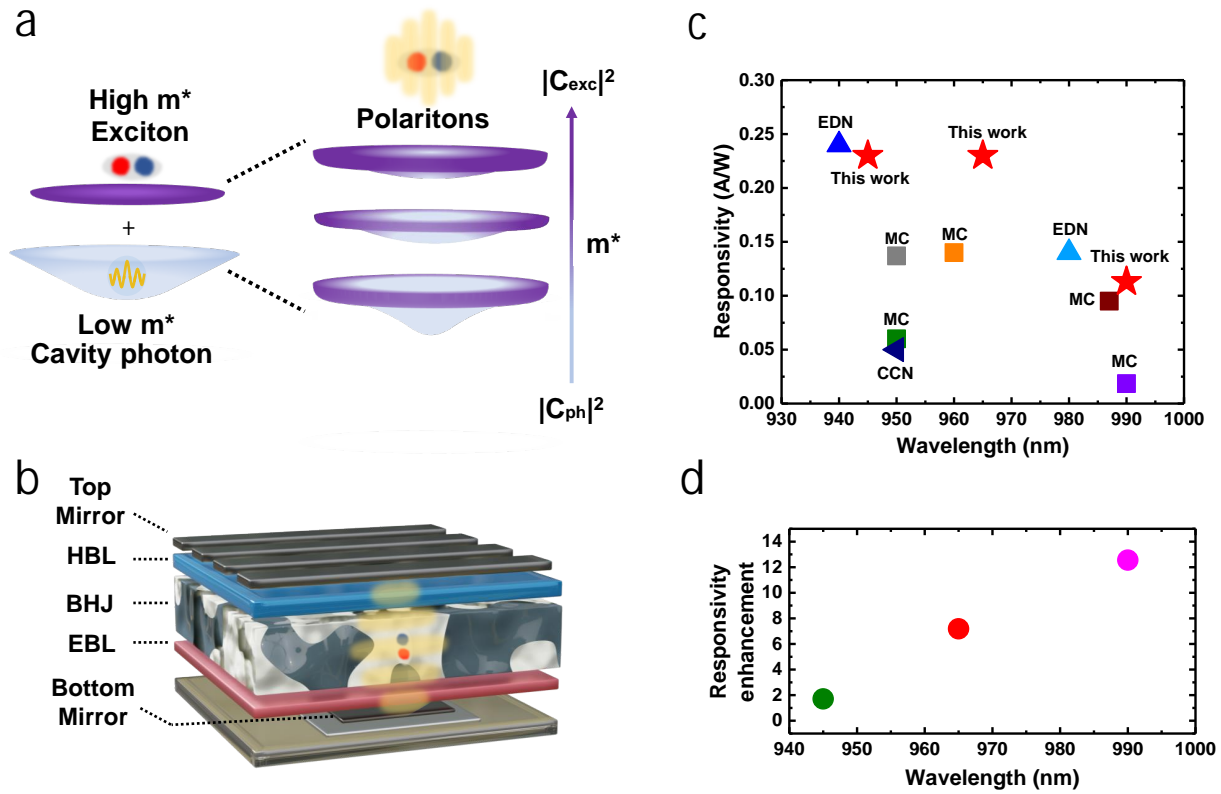 a
High m*
Exciton
+
Low m*
Cavity photon
Polaritons
|Cexc|²
m*
|Cph|²
b
Top
Mirror
HBL
BHJ
EBL
Bottom
Mirror
c
Responsivity (A/W)
0.30
0.25
0.20
0.15
0.10
0.05
0.00
EDN
This work
This work
MC
MC
EDN
This work
MC
MC
CCN
MC
930 940 950 960 970 980 990 1000
Wavelength (nm)
d
Responsivity
enhancement
14
12
10
8
6
4
2
0
940 950 960 970 980 990 1000
Wavelength (nm)